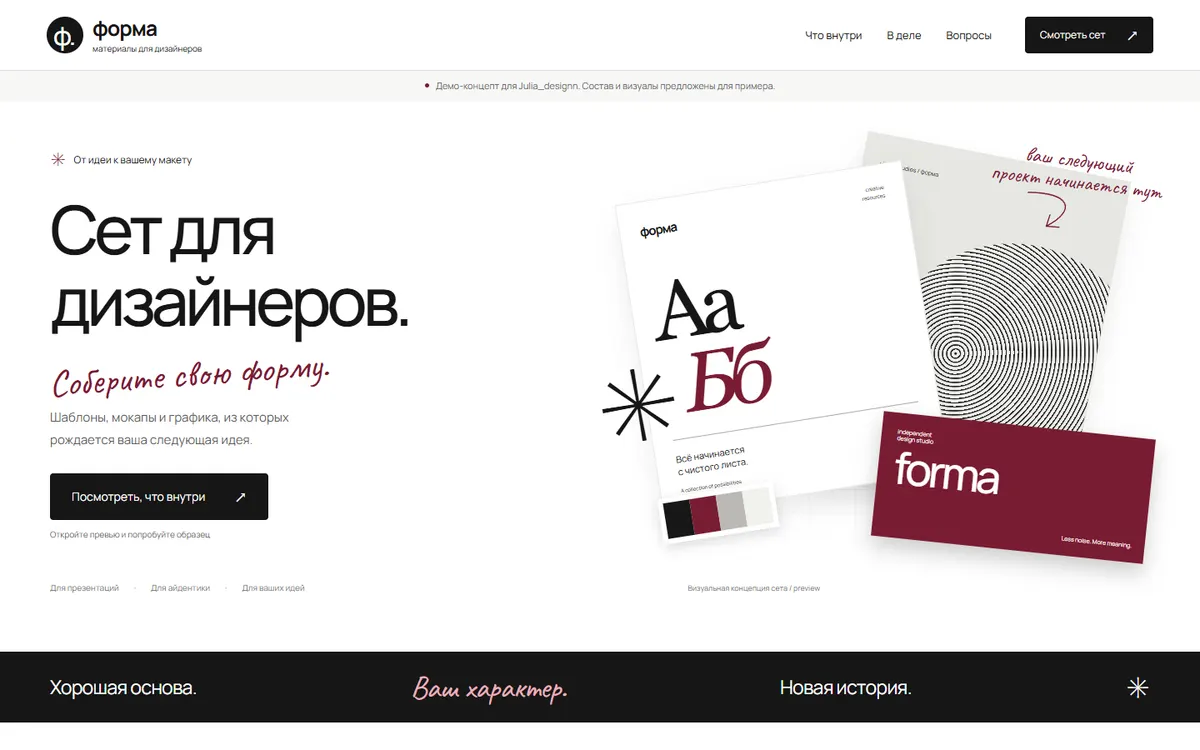 ф.
форма
материалы для дизайнеров
Что внутри
В деле
Вопросы
Смотреть сет
Демо-концепт для Julia_designn. Состав и визуалы предложены для примера.
От идеи к вашему макету
Сет для
дизайнеров.
Соберите свою форму.
Шаблоны, мокапы и графика, из которых
рождается ваша следующая идея.
Посмотреть, что внутри
Откройте превью и попробуйте образец
Для презентаций · Для айдентики · Для ваших идей
ваш следующий
проект начинается тут
/ форма
creative
resources
форма
Аа
Бб
Всё начинается
с чистого листа.
A collection of possibilities
independent
design studio
forma
Less noise. More meaning.
Визуальная концепция сета / preview
Хорошая основа.
Ваш характер.
Новая история.